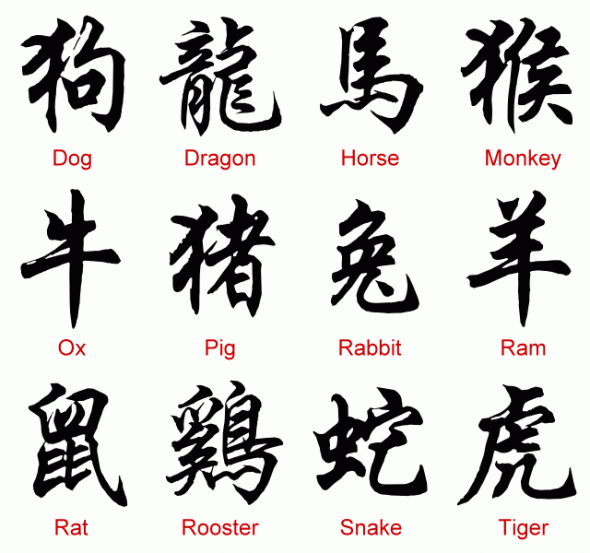 狗 龍 馬 猴
Dog Dragon Horse Monkey
牛 猪 兔 羊
Ox Pig Rabbit Ram
鼠 鷄 蛇 虎
Rat Rooster Snake Tiger